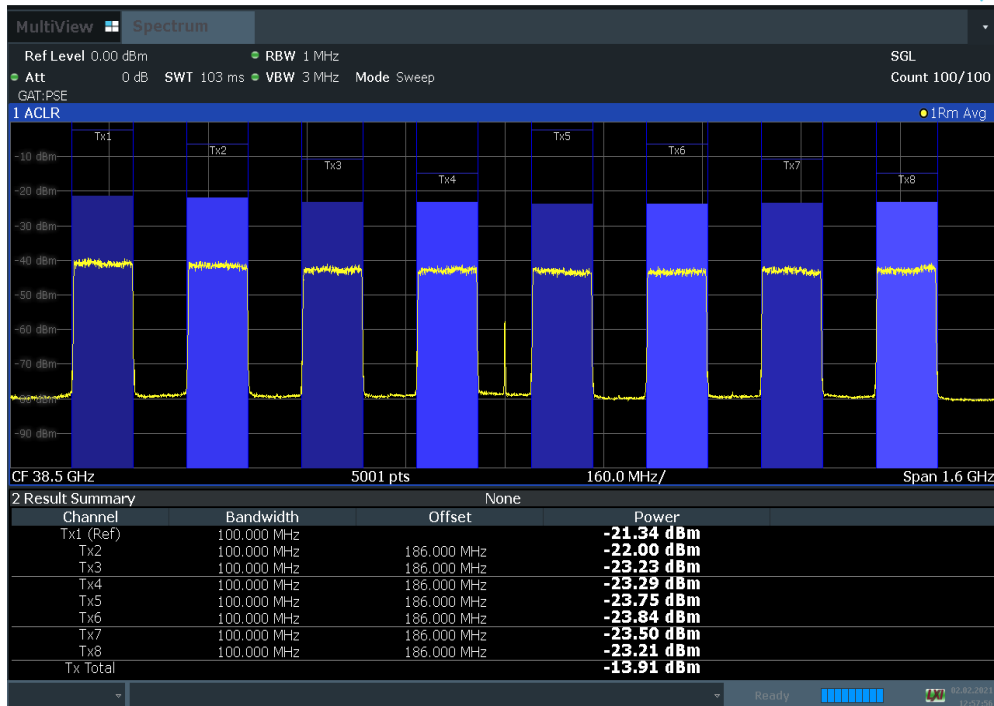 MultiView Spectrum
Ref Level 0.00 dBm RBW 1 MHz SGL
Att 0 dB SWT 103 ms VBW 3 MHz Mode Sweep Count 100/100
GAT:PSE
1 ACLR 1Rm Avg
Tx1 Tx5
Tx2 Tx6
-10 dBm
Tx3 Tx7
Tx4 Tx8
-20 dBm
-30 dBm
-40 dBm
-50 dBm
-60 dBm
-70 dBm
-80 dBm
-90 dBm
CF 38.5 GHz 5001 pts 160.0 MHz/ Span 1.6 GHz
2 Result Summary None
Channel Bandwidth Offset Power
Tx1 (Ref) 100.000 MHz -21.34 dBm
Tx2 100.000 MHz 186.000 MHz -22.00 dBm
Tx3 100.000 MHz 186.000 MHz -23.23 dBm
Tx4 100.000 MHz 186.000 MHz -23.29 dBm
Tx5 100.000 MHz 186.000 MHz -23.75 dBm
Tx6 100.000 MHz 186.000 MHz -23.84 dBm
Tx7 100.000 MHz 186.000 MHz -23.50 dBm
Tx8 100.000 MHz 186.000 MHz -23.21 dBm
Tx Total -13.91 dBm
Ready LXI 02.02.2021
12:57:56